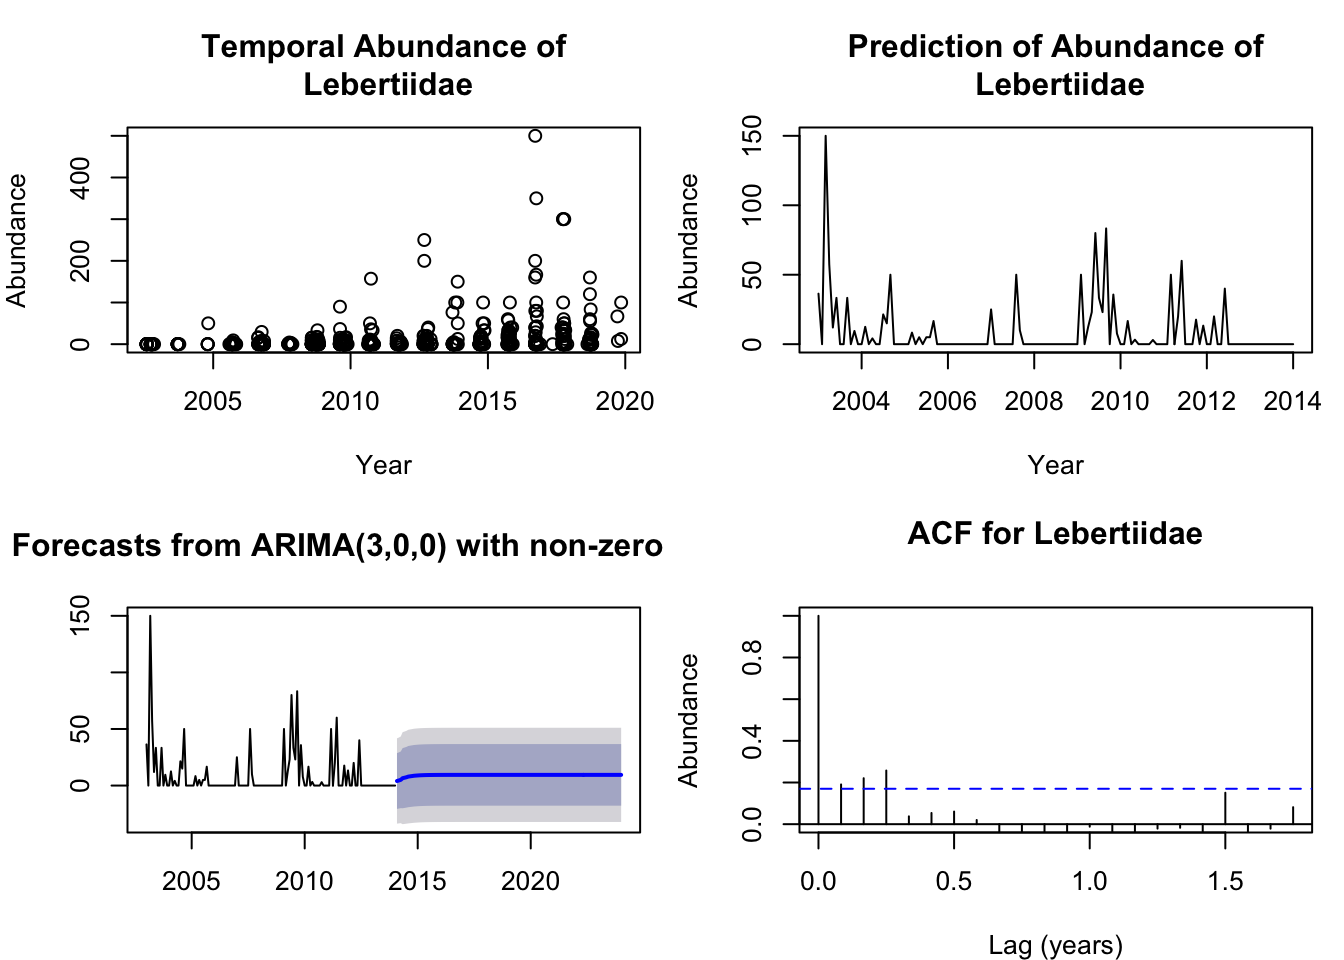 Temporal Abundance of
Lebertiidae
Abundance
0
200
400
2005
2010
2015
2020
Year
Prediction of Abundance of
Lebertiidae
Abundance
0
50
100
150
2004
2006
2008
2010
2012
2014
Year
Forecasts from ARIMA(3,0,0) with non-zero
0
50
150
2005
2010
2015
2020
ACF for Lebertiidae
Abundance
0.0
0.4
0.8
0.0
0.5
1.0
1.5
Lag (years)